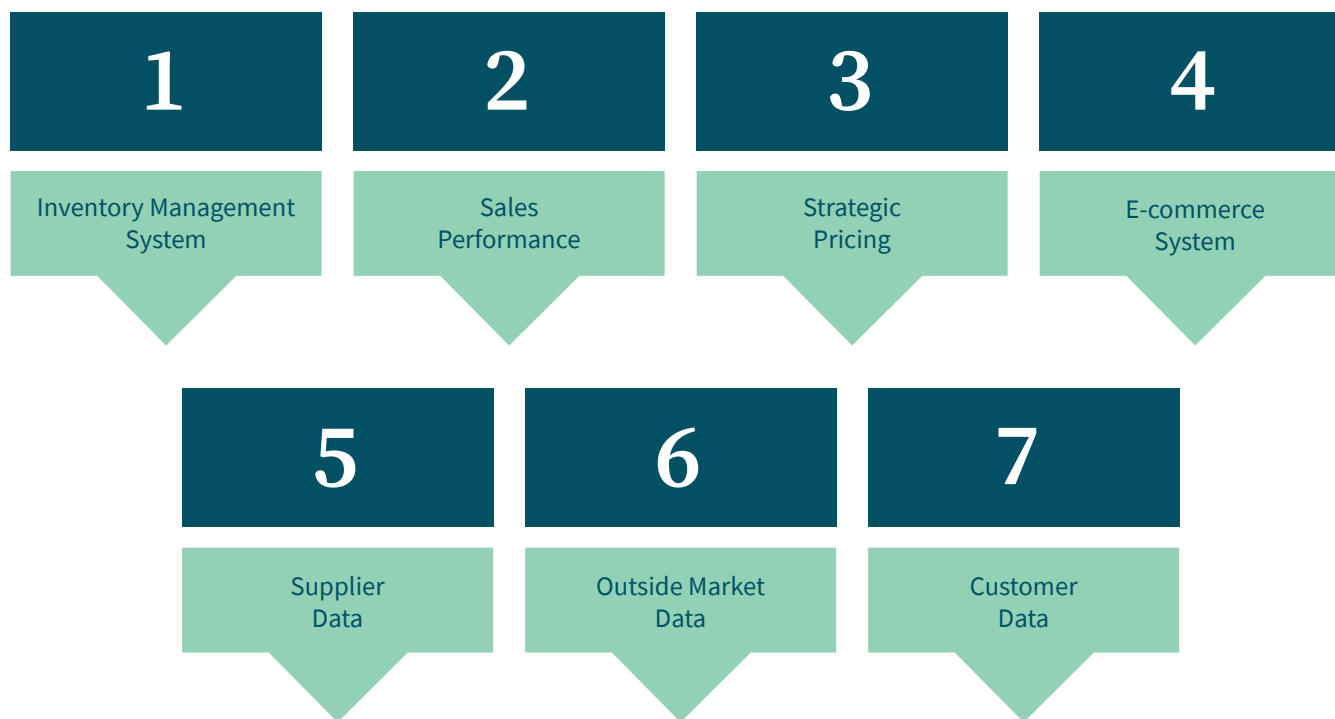 1
2
3
4
Inventory Management
System
Sales
Performance
Strategic
Pricing
E-commerce
System
5
6
7
Supplier
Data
Outside Market
Data
Customer
Data